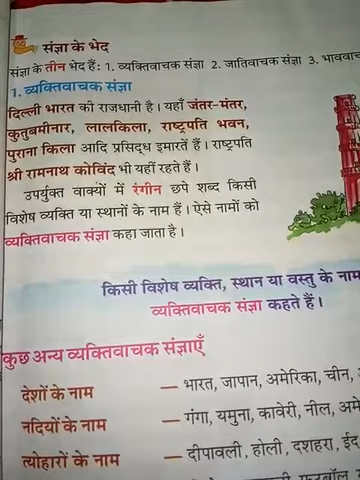 संज्ञा के भेद
संज्ञा के तीन भेद हैं : 1. व्यक्तिवाचक संज्ञा 2. जातिवाचक संज्ञा 3. भाववाच
1. व्यक्तिवाचक संज्ञा
दिल्ली भारत की राजधानी है। यहाँ जंतर-मंतर,
कुतुबमीनार, लालकिला, राष्ट्रपति भवन,
पुराना किला आदि प्रसिद्ध इमारतें हैं। राष्ट्रपति
श्री रामनाथ कोविंद भी यहीं रहते हैं।
उपर्युक्त वाक्यों में रंगीन छपे शब्द किसी
विशेष व्यक्ति या स्थानों के नाम हैं। ऐसे नामों को
व्यक्तिवाचक संज्ञा कहा जाता है।
किसी विशेष व्यक्ति, स्थान या वस्तु के नाम
व्यक्तिवाचक संज्ञा कहते हैं।
कुछ अन्य व्यक्तिवाचक संज्ञाएँ
देशों के नाम — भारत, जापान, अमेरिका, चीन,
नदियों के नाम — गंगा, यमुना, कावेरी, नील, अमे
त्योहारों के नाम — दीपावली, होली, दशहरा, ईद